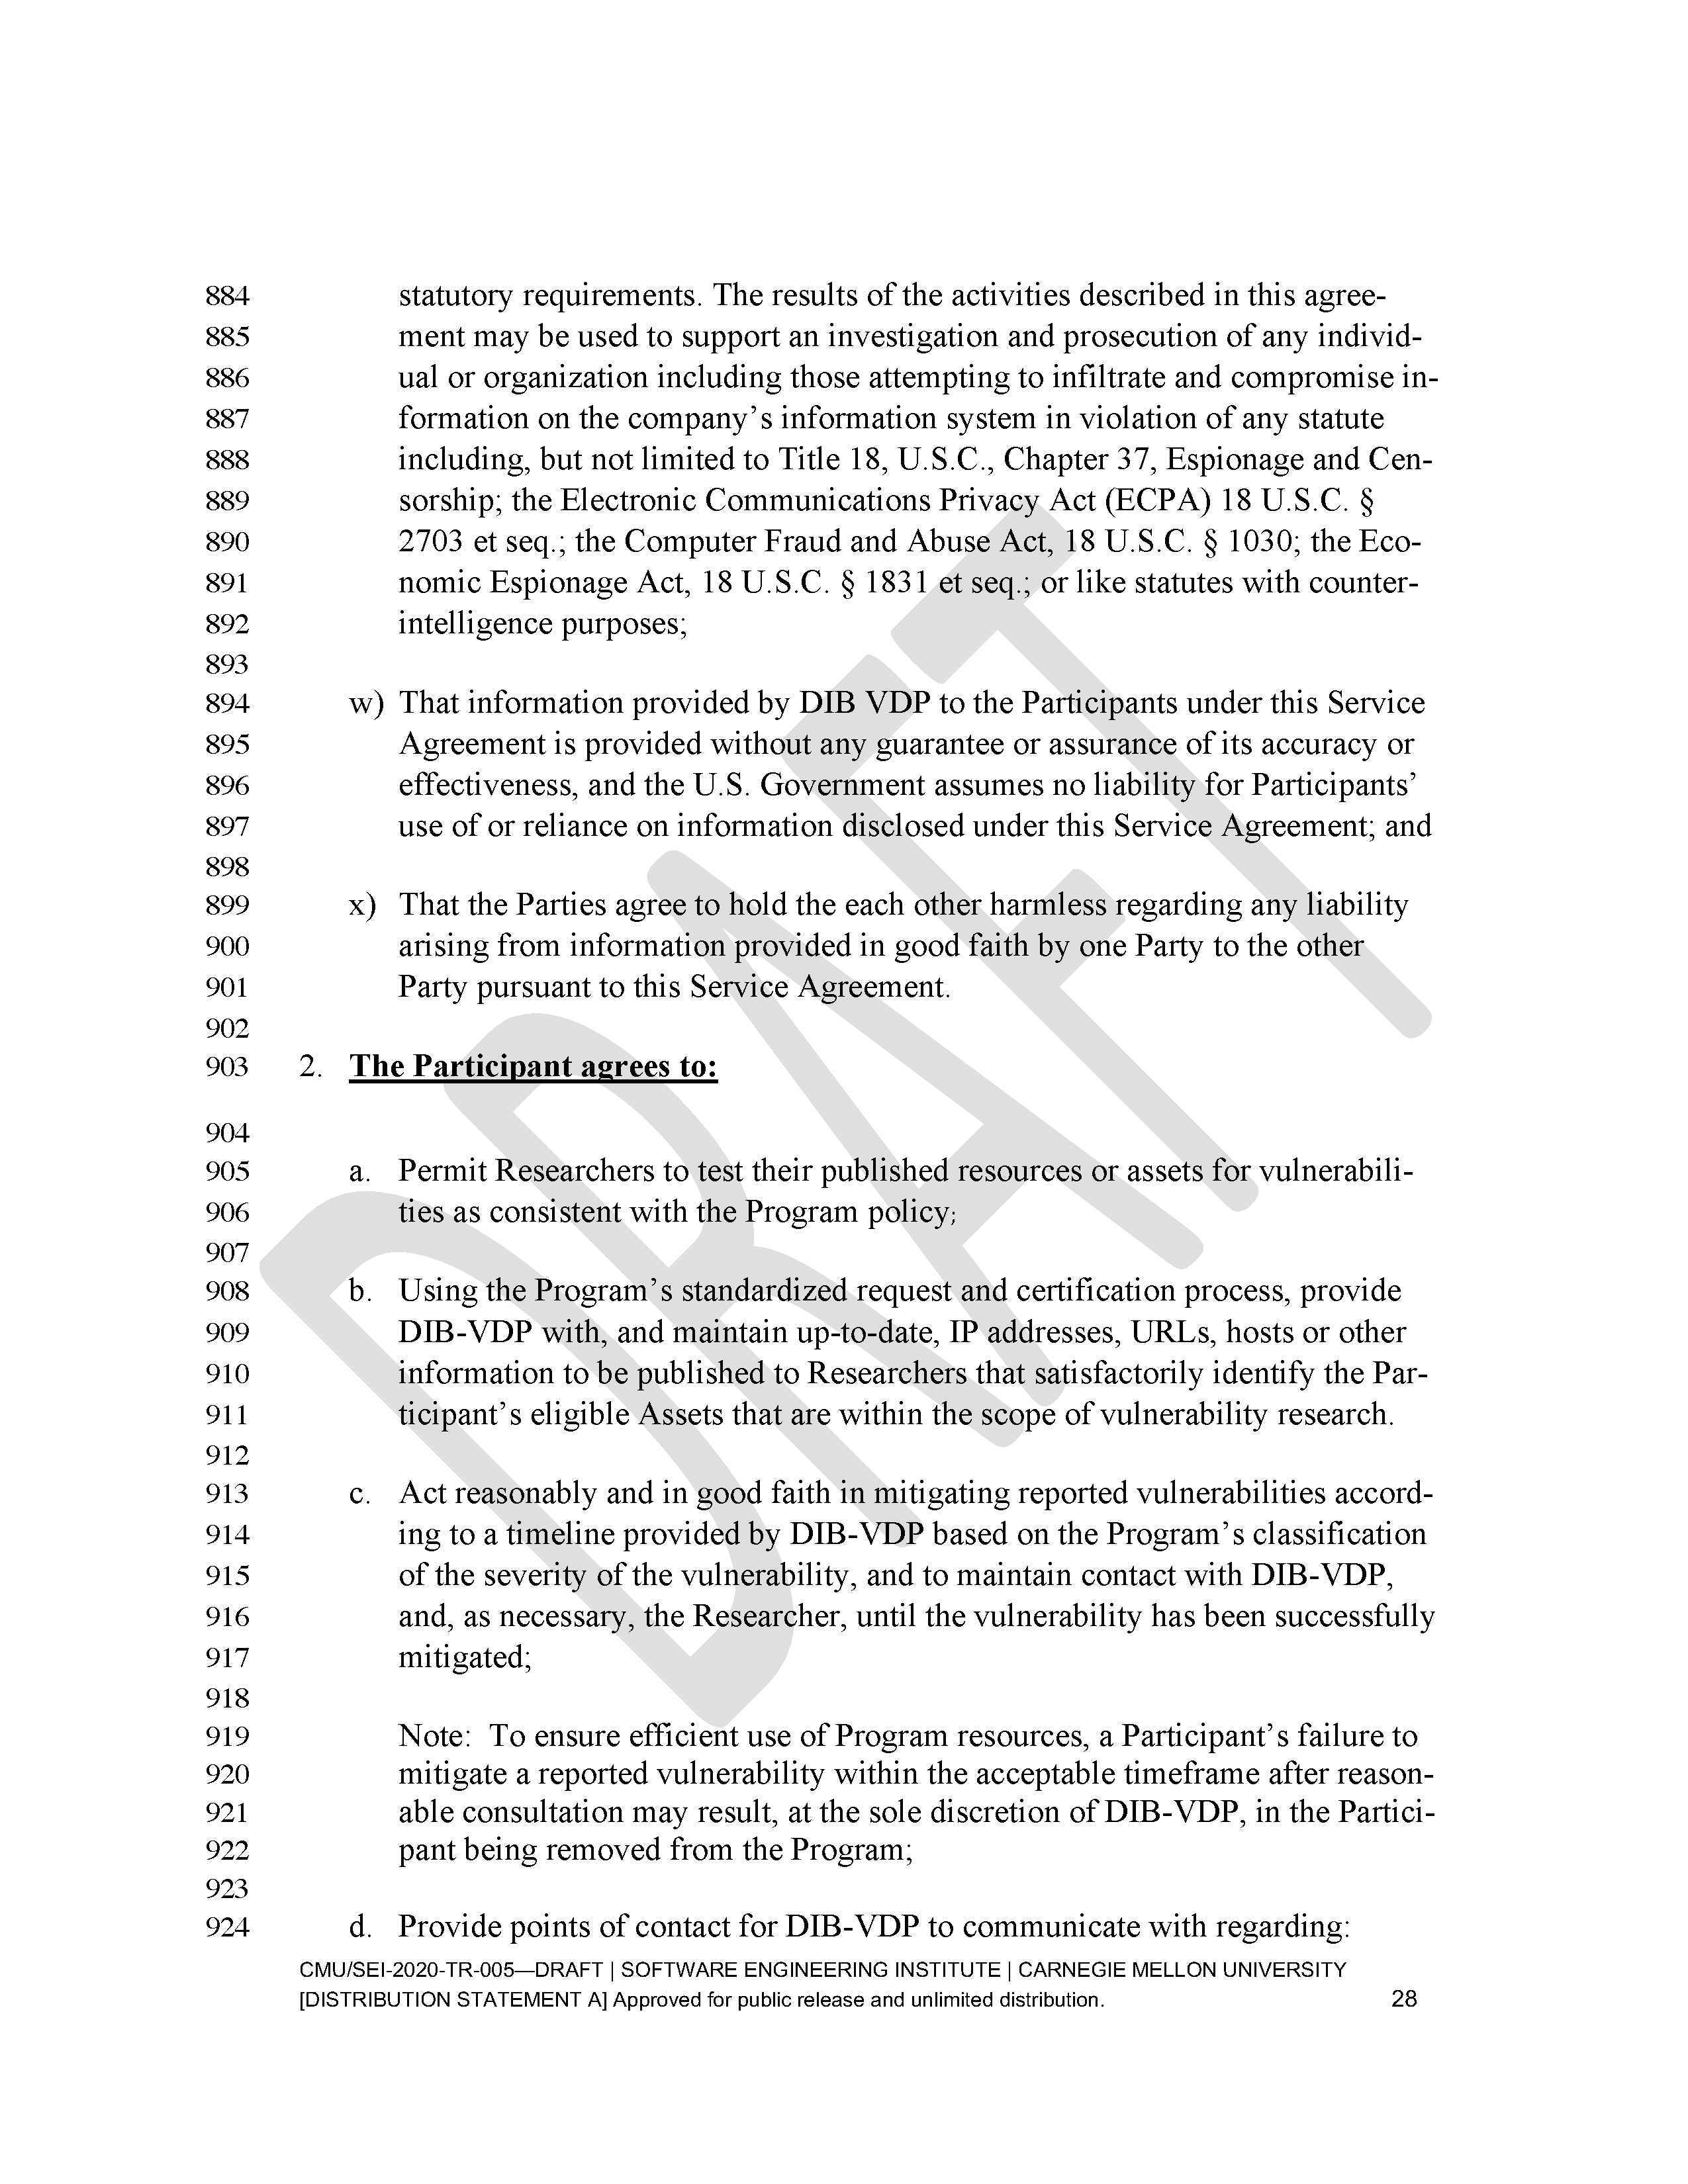 884 statutory requirements. The results of the activities described in this agree-
885 ment may be used to support an investigation and prosecution of any individ-
886 ual or organization including those attempting to infiltrate and compromise in-
887 formation on the company’s information system in violation of any statute
888 including, but not limited to Title 18, U.S.C., Chapter 37, Espionage and Cen-
889 sorship; the Electronic Communications Privacy Act (ECPA) 18 U.S.C. §
890 2703 et seq.; the Computer Fraud and Abuse Act, 18 U.S.C. § 1030; the Eco-
891 nomic Espionage Act, 18 U.S.C. § 1831 et seq.; or like statutes with counter-
892 intelligence purposes;
893
894 w) That information provided by DIB VDP to the Participants under this Service
895 Agreement is provided without any guarantee or assurance of its accuracy or
896 effectiveness, and the U.S. Government assumes no liability for Participants’
897 use of or reliance on information disclosed under this Service Agreement; and
898
899 x) That the Parties agree to hold the each other harmless regarding any liability
900 arising from information provided in good faith by one Party to the other
901 Party pursuant to this Service Agreement.
902
903 2. The Participant agrees to:
904
905 a. Permit Researchers to test their published resources or assets for vulnerabili-
906 ties as consistent with the Program policy;
907
908 b. Using the Program’s standardized request and certification process, provide
909 DIB-VDP with, and maintain up-to-date, IP addresses, URLs, hosts or other
910 information to be published to Researchers that satisfactorily identify the Par-
911 ticipant’s eligible Assets that are within the scope of vulnerability research.
912
913 c. Act reasonably and in good faith in mitigating reported vulnerabilities accord-
914 ing to a timeline provided by DIB-VDP based on the Program’s classification
915 of the severity of the vulnerability, and to maintain contact with DIB-VDP,
916 and, as necessary, the Researcher, until the vulnerability has been successfully
917 mitigated;
918
919 Note: To ensure efficient use of Program resources, a Participant’s failure to
920 mitigate a reported vulnerability within the acceptable timeframe after reason-
921 able consultation may result, at the sole discretion of DIB-VDP, in the Partici-
922 pant being removed from the Program;
923
924 d. Provide points of contact for DIB-VDP to communicate with regarding:
CMU/SEI-2020-TR-005—DRAFT | SOFTWARE ENGINEERING INSTITUTE | CARNEGIE MELLON UNIVERSITY
[DISTRIBUTION STATEMENT A] Approved for public release and unlimited distribution. 28
DRAFT